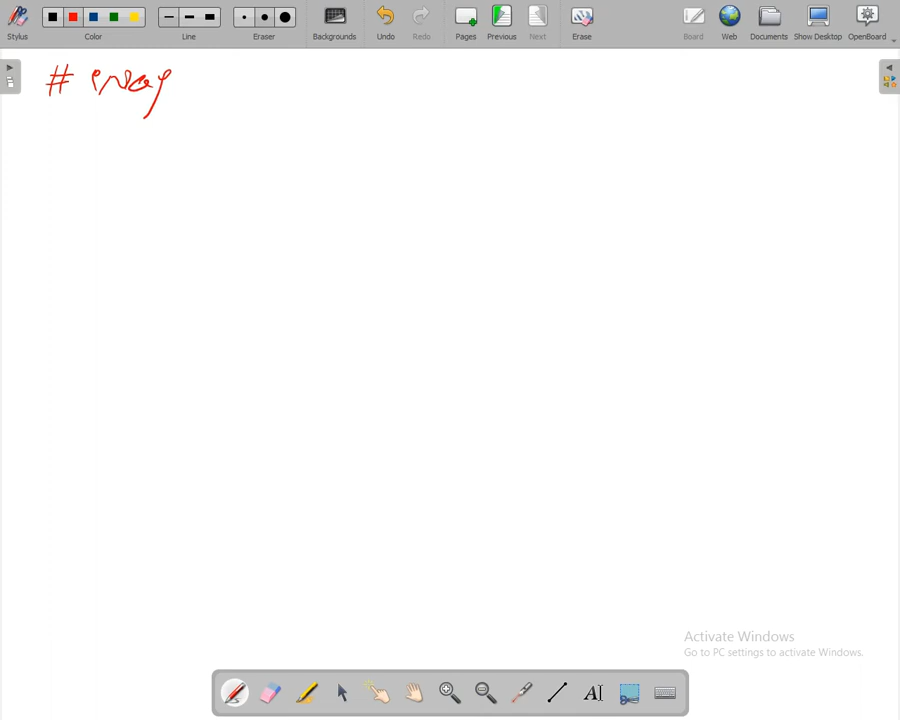 Stylus
Color
Line
Eraser
Backgrounds
Undo
Redo
Pages
Previous
Next
Erase
Board
Web
Documents
Show Desktop
OpenBoard
#
Activate Windows
Go to PC settings to activate Windows.